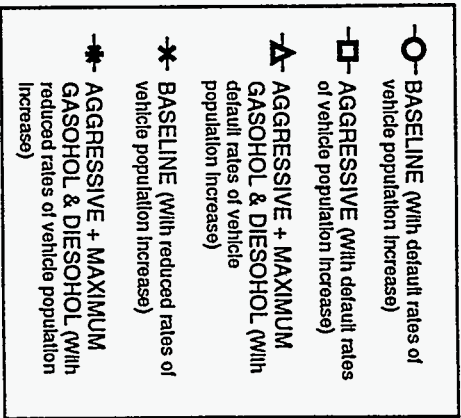 BASELINE (With default rates of
vehicle population increase)
AGGRESSIVE (With default rates
of vehicle population increase)
AGGRESSIVE + MAXIMUM
GASOHOL & DIESOHOL (With
default rates of vehicle
population increase)
BASELINE (With reduced rates of
vehicle population increase)
AGGRESSIVE + MAXIMUM
GASOHOL & DIESOHOL (With
reduced rates of vehicle population
increase)